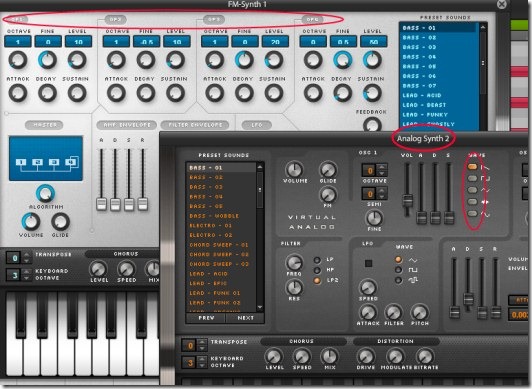 FM-Synth 1
OP1 OP2 OP3 OP4
OCTAVE FINE LEVEL OCTAVE FINE LEVEL OCTAVE FINE LEVEL OCTAVE FINE LEVEL
1 0 10 1 -0.5 10 1 0 20 1 0.5 50
ATTACK DECAY SUSTAIN ATTACK DECAY SUSTAIN ATTACK DECAY SUSTAIN ATTACK DECAY SUSTAIN
FEEDBACK
PRESET SOUNDS
BASS - 01
BASS - 02
BASS - 03
BASS - 04
BASS - 05
BASS - 06
BASS - 07
LEAD - ACID
LEAD - BEAST
LEAD - FUNKY
LEAD - GHOSTLY
MASTER AMP ENVELOPE FILTER ENVELOPE LFO
1 2 3 4
ALGORITHM
VOLUME GLIDE
A D S R
0 TRANSPOSE
3 KEYBOARD OCTAVE
CHORUS
LEVEL SPEED MIX
Analog Synth 2
PRESET SOUNDS
BASS - 01
BASS - 02
BASS - 03
BASS - 04
BASS - 05
BASS - WOBBLE
ELECTRO - 01
ELECTRO - 02
CHORD SWEEP - 01
CHORD SWEEP - 02
LEAD - ACID
LEAD - EPIC
LEAD - FUNK 01
LEAD - FUNK 02
PREV NEXT
VOLUME GLIDE
FM
VIRTUAL
ANALOG
OSC 1
0 OCTAVE
0 SEMI
FINE
VOL A D S WAVE
FILTER
FREQ
RES
LP
HP
LP2
LFO
WAVE
SPEED
ATTACK FILTER PITCH
A D S R
VOLUME
0 TRANSPOSE
3 KEYBOARD OCTAVE
CHORUS
LEVEL SPEED MIX
DISTORTION
DRIVE MODULATE BITRATE